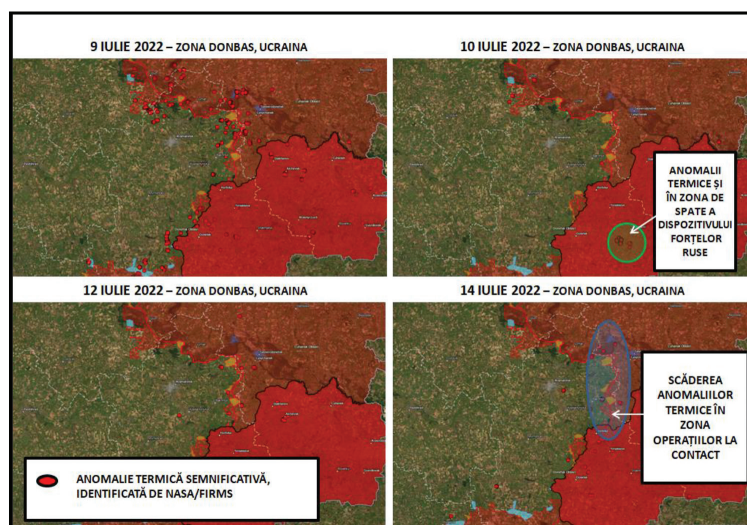 9 IULIE 2022 – ZONA DONBAS, UCRAINA
10 IULIE 2022 – ZONA DONBAS, UCRAINA
ANOMALII
TERMICE ȘI
ÎN ZONA DE
SPATE A
DISPOZITIVULUI
FORȚELOR
RUSE
12 IULIE 2022 – ZONA DONBAS, UCRAINA
14 IULIE 2022 – ZONA DONBAS, UCRAINA
ANOMALIE TERMICĂ SEMNIFICATIVĂ,
IDENTIFICATĂ DE NASA/FIRMS
SCĂDEREA
ANOMALIILOR
TERMICE ÎN
ZONA
OPERAȚIILOR LA
CONTACT